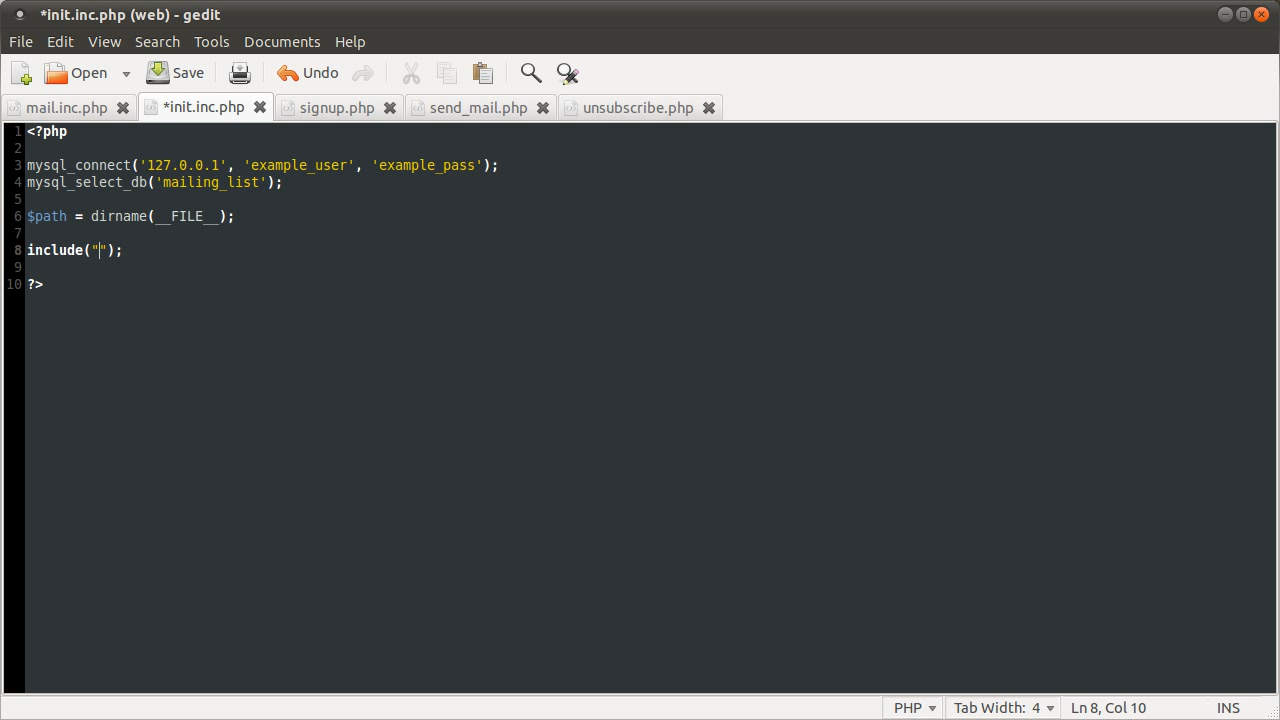 *init.inc.php (web) - gedit
File Edit View Search Tools Documents Help
Open Save Undo
mail.inc.php *init.inc.php signup.php send_mail.php unsubscribe.php
1 <?php
2
3 mysql_connect('127.0.0.1', 'example_user', 'example_pass');
4 mysql_select_db('mailing_list');
5
6 $path = dirname(__FILE__);
7
8 include("");
9
10 ?>
PHP Tab Width: 4 Ln 8, Col 10 INS